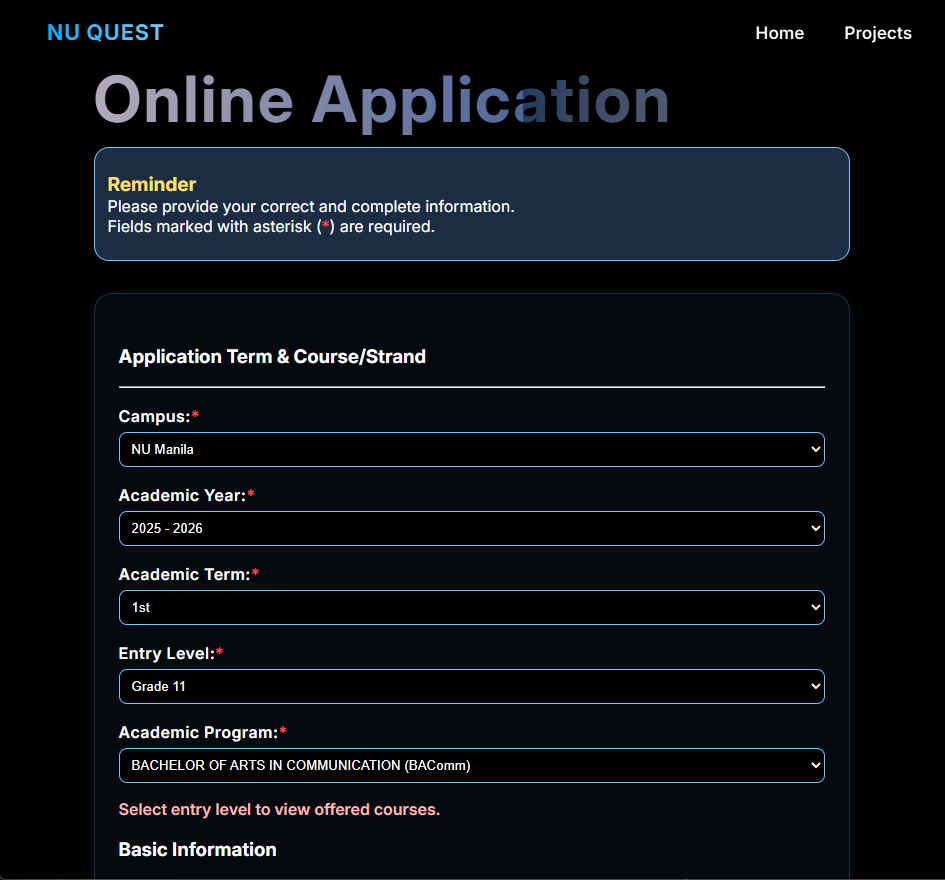 NU QUEST
Home
Projects
Online Application
Reminder
Please provide your correct and complete information.
Fields marked with asterisk (*) are required.
Application Term & Course/Strand
Campus:*
NU Manila
Academic Year:*
2025 - 2026
Academic Term:*
1st
Entry Level:*
Grade 11
Academic Program:*
BACHELOR OF ARTS IN COMMUNICATION (BAComm)
Select entry level to view offered courses.
Basic Information